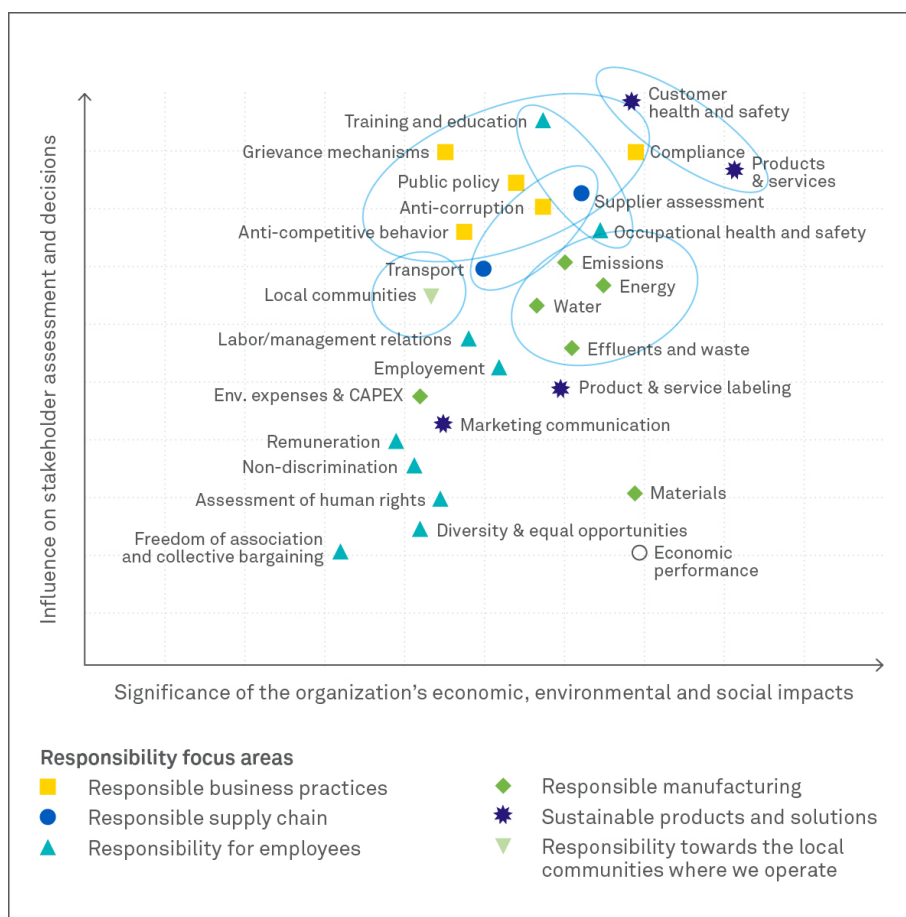 Influence on stakeholder assessment and decisions
Customer
health and safety
Training and education
Grievance mechanisms
Compliance
Products
& services
Public policy
Anti-corruption
Supplier assessment
Anti-competitive behavior
Occupational health and safety
Transport
Emissions
Energy
Local communities
Water
Labor/management relations
Effluents and waste
Employement
Product & service labeling
Env. expenses & CAPEX
Marketing communication
Remuneration
Non-discrimination
Assessment of human rights
Materials
Diversity & equal opportunities
Freedom of association
and collective bargaining
Economic
performance
Significance of the organization’s economic, environmental and social impacts
Responsibility focus areas
Responsible business practices
Responsible supply chain
Responsibility for employees
Responsible manufacturing
Sustainable products and solutions
Responsibility towards the local
communities where we operate